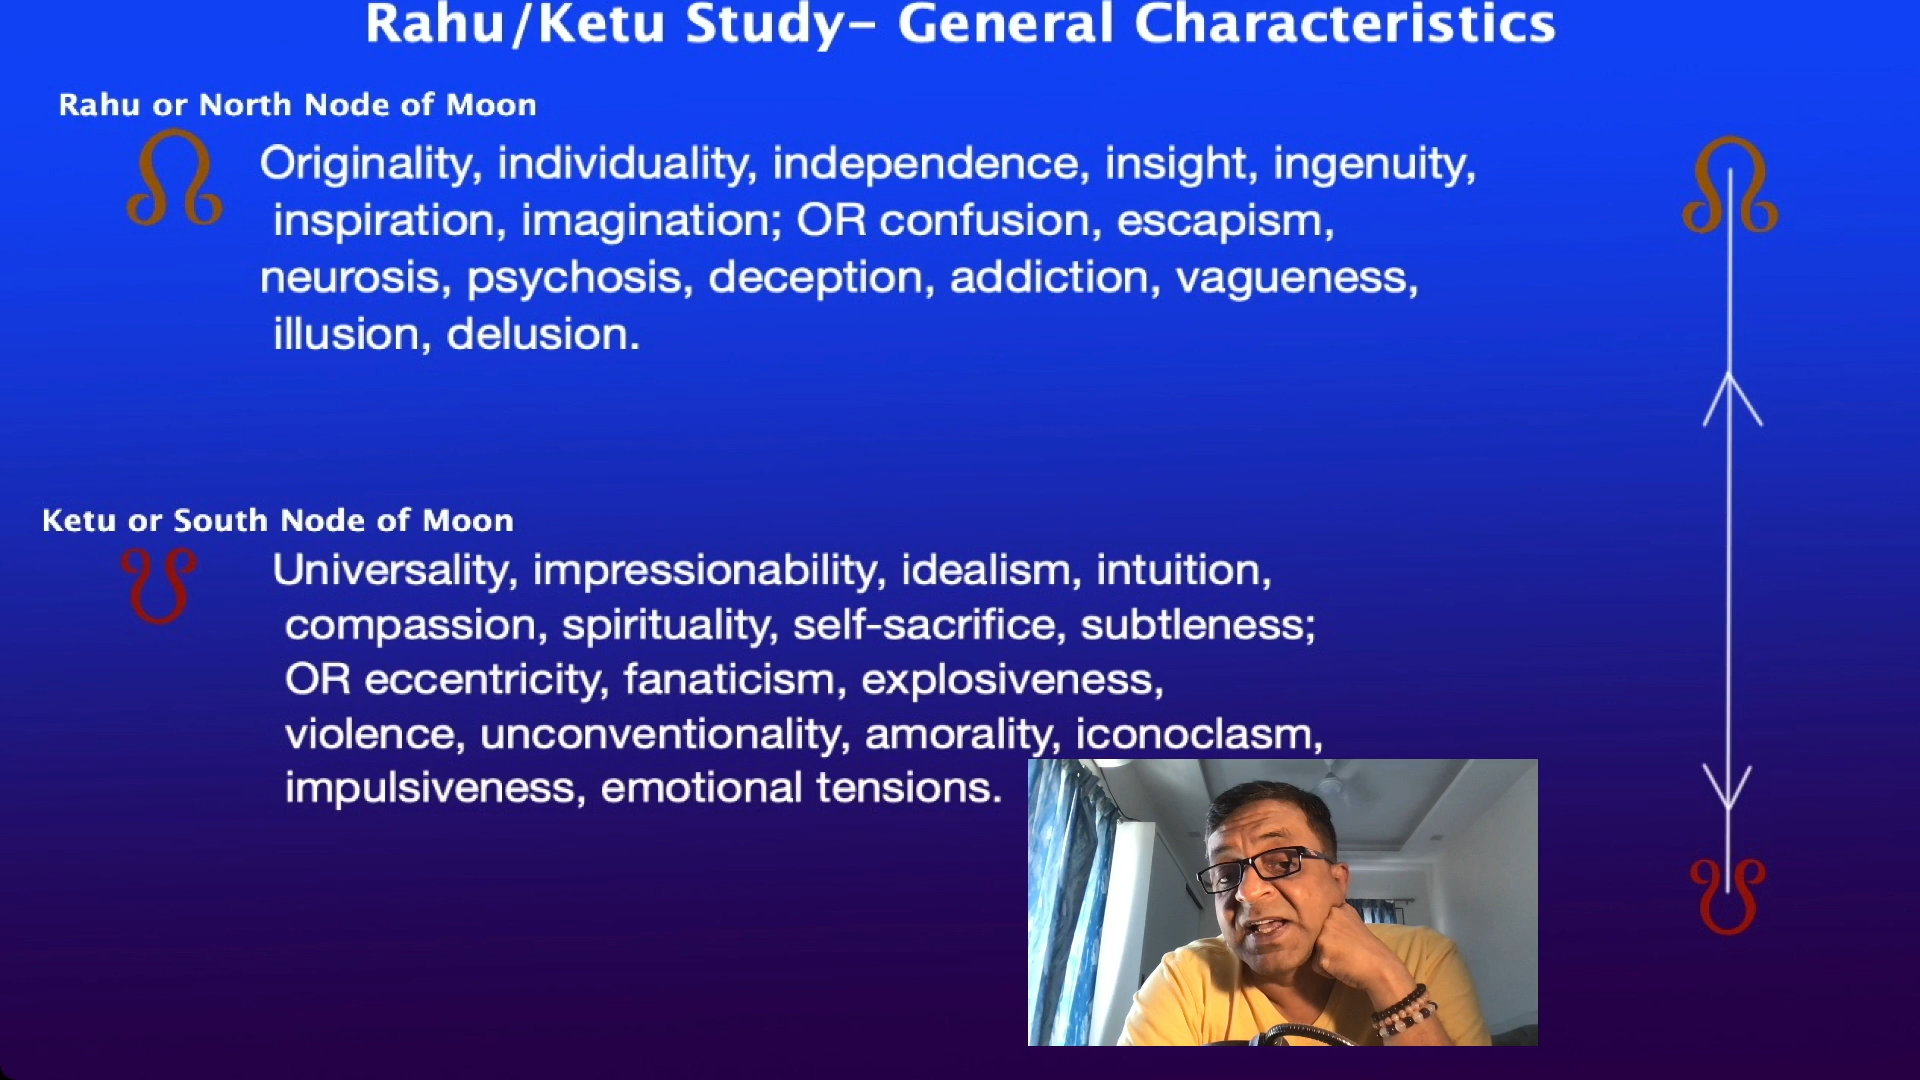 Rahu/Ketu Study– General Characteristics
Rahu or North Node of Moon
Originality, individuality, independence, insight, ingenuity,
inspiration, imagination; OR confusion, escapism,
neurosis, psychosis, deception, addiction, vagueness,
illusion, delusion.
Ketu or South Node of Moon
Universality, impressionability, idealism, intuition,
compassion, spirituality, self-sacrifice, subtleness;
OR eccentricity, fanaticism, explosiveness,
violence, unconventionality, amorality, iconoclasm,
impulsiveness, emotional tensions.